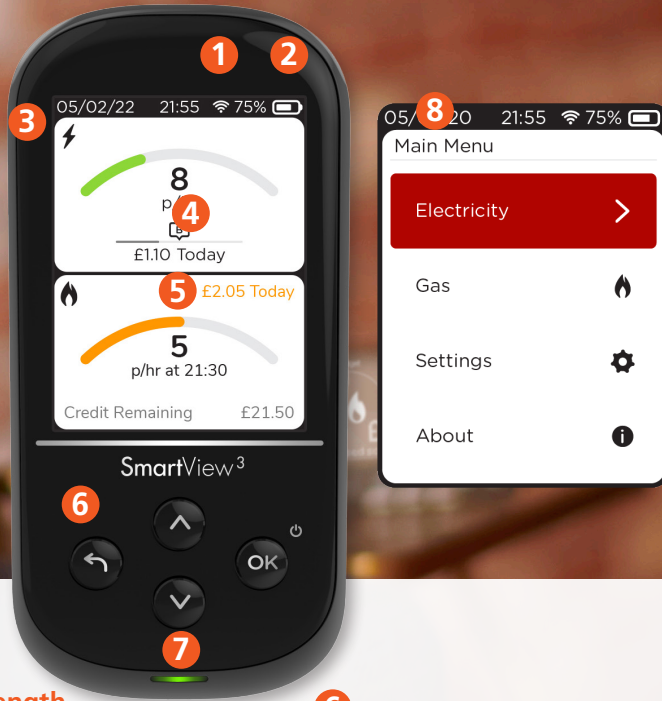 1
2
05/02/22 21:55 75%
3
8
4
£1.10 Today
5 £2.05 Today
5
p/hr at 21:30
Credit Remaining £21.50
SmartView3
6
OK
7
8
21:55 75%
Main Menu
Electricity
Gas
Settings
About